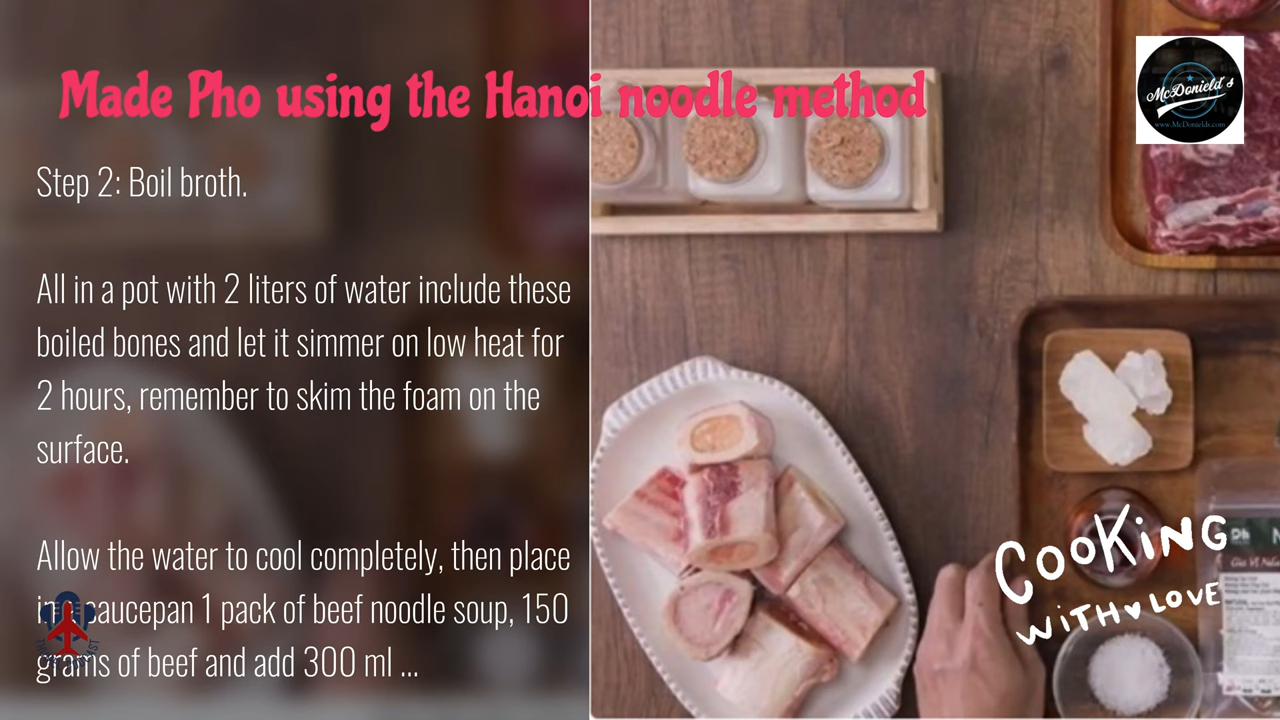 Made Pho using the Hanoi noodle method
McDonield's
www.McDonields.com
Step 2: Boil broth.
All in a pot with 2 liters of water include these
boiled bones and let it simmer on low heat for
2 hours, remember to skim the foam on the
surface.
Allow the water to cool completely, then place
in a saucepan 1 pack of beef noodle soup, 150
grams of beef and add 300 ml ...
COOKING
WITH LOVE